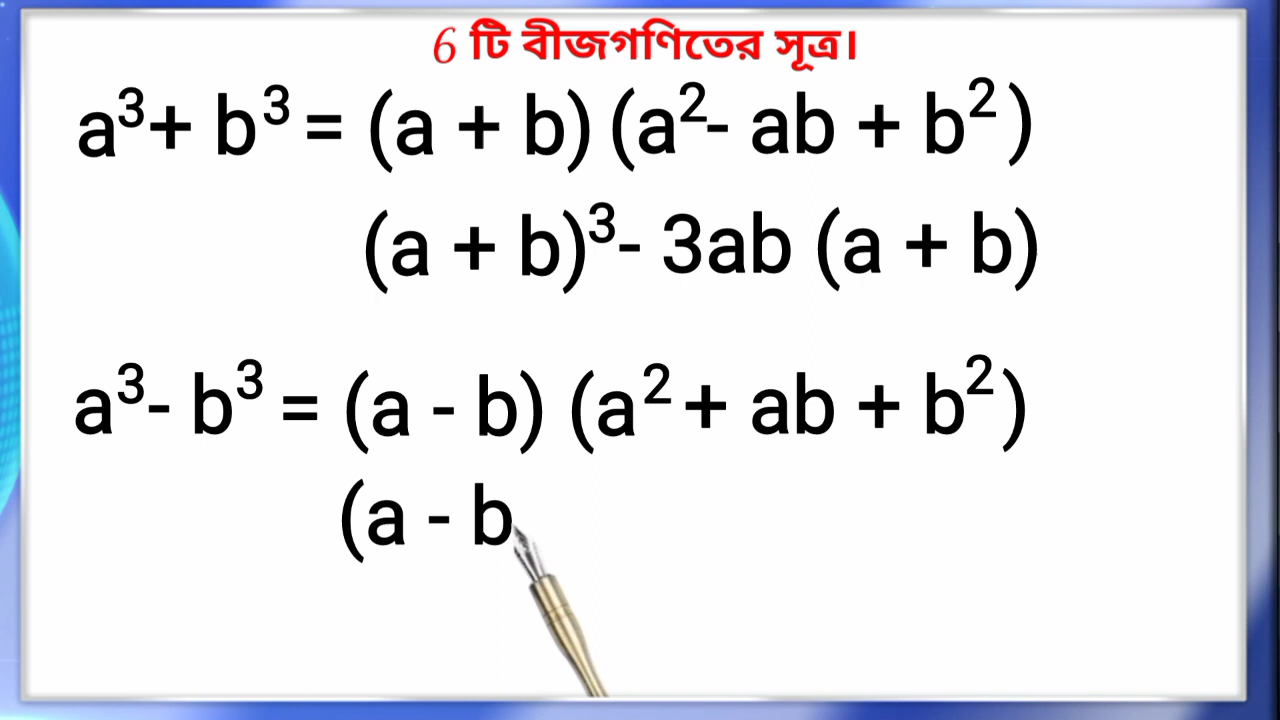 6 টি বীজগণিতের সূত্র।
a³+ b³ = (a + b) (a²- ab + b²)
(a + b)³- 3ab (a + b)
a³- b³ = (a - b) (a² + ab + b²)
(a - b